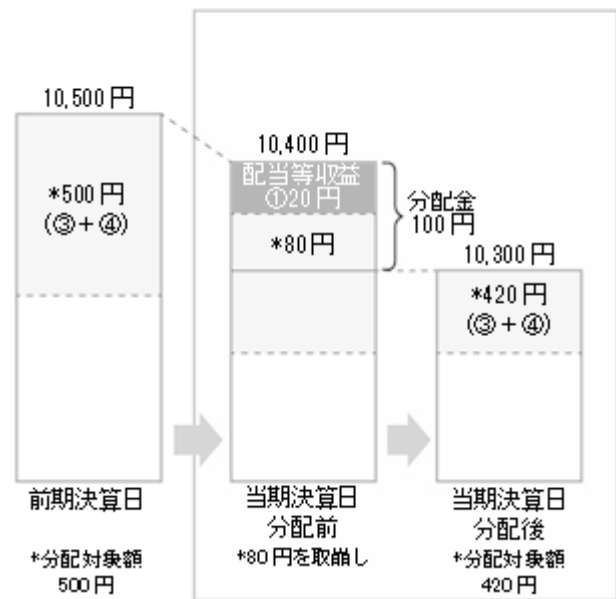 10,500円
*500円
(③+④)
前期決算日
*分配対象額
500円
10,400円
配当等収益
①20円
*80円
分配金
100円
当期決算日
分配前
*80円を取崩し
10,300円
*420円
(③+④)
当期決算日
分配後
*分配対象額
420円